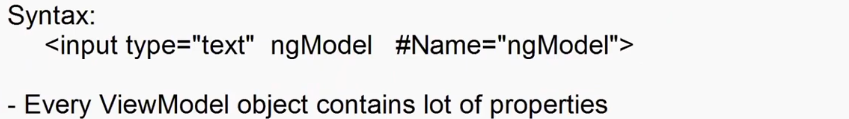 Syntax:
<input type="text" ngModel #Name="ngModel">
- Every ViewModel object contains lot of properties